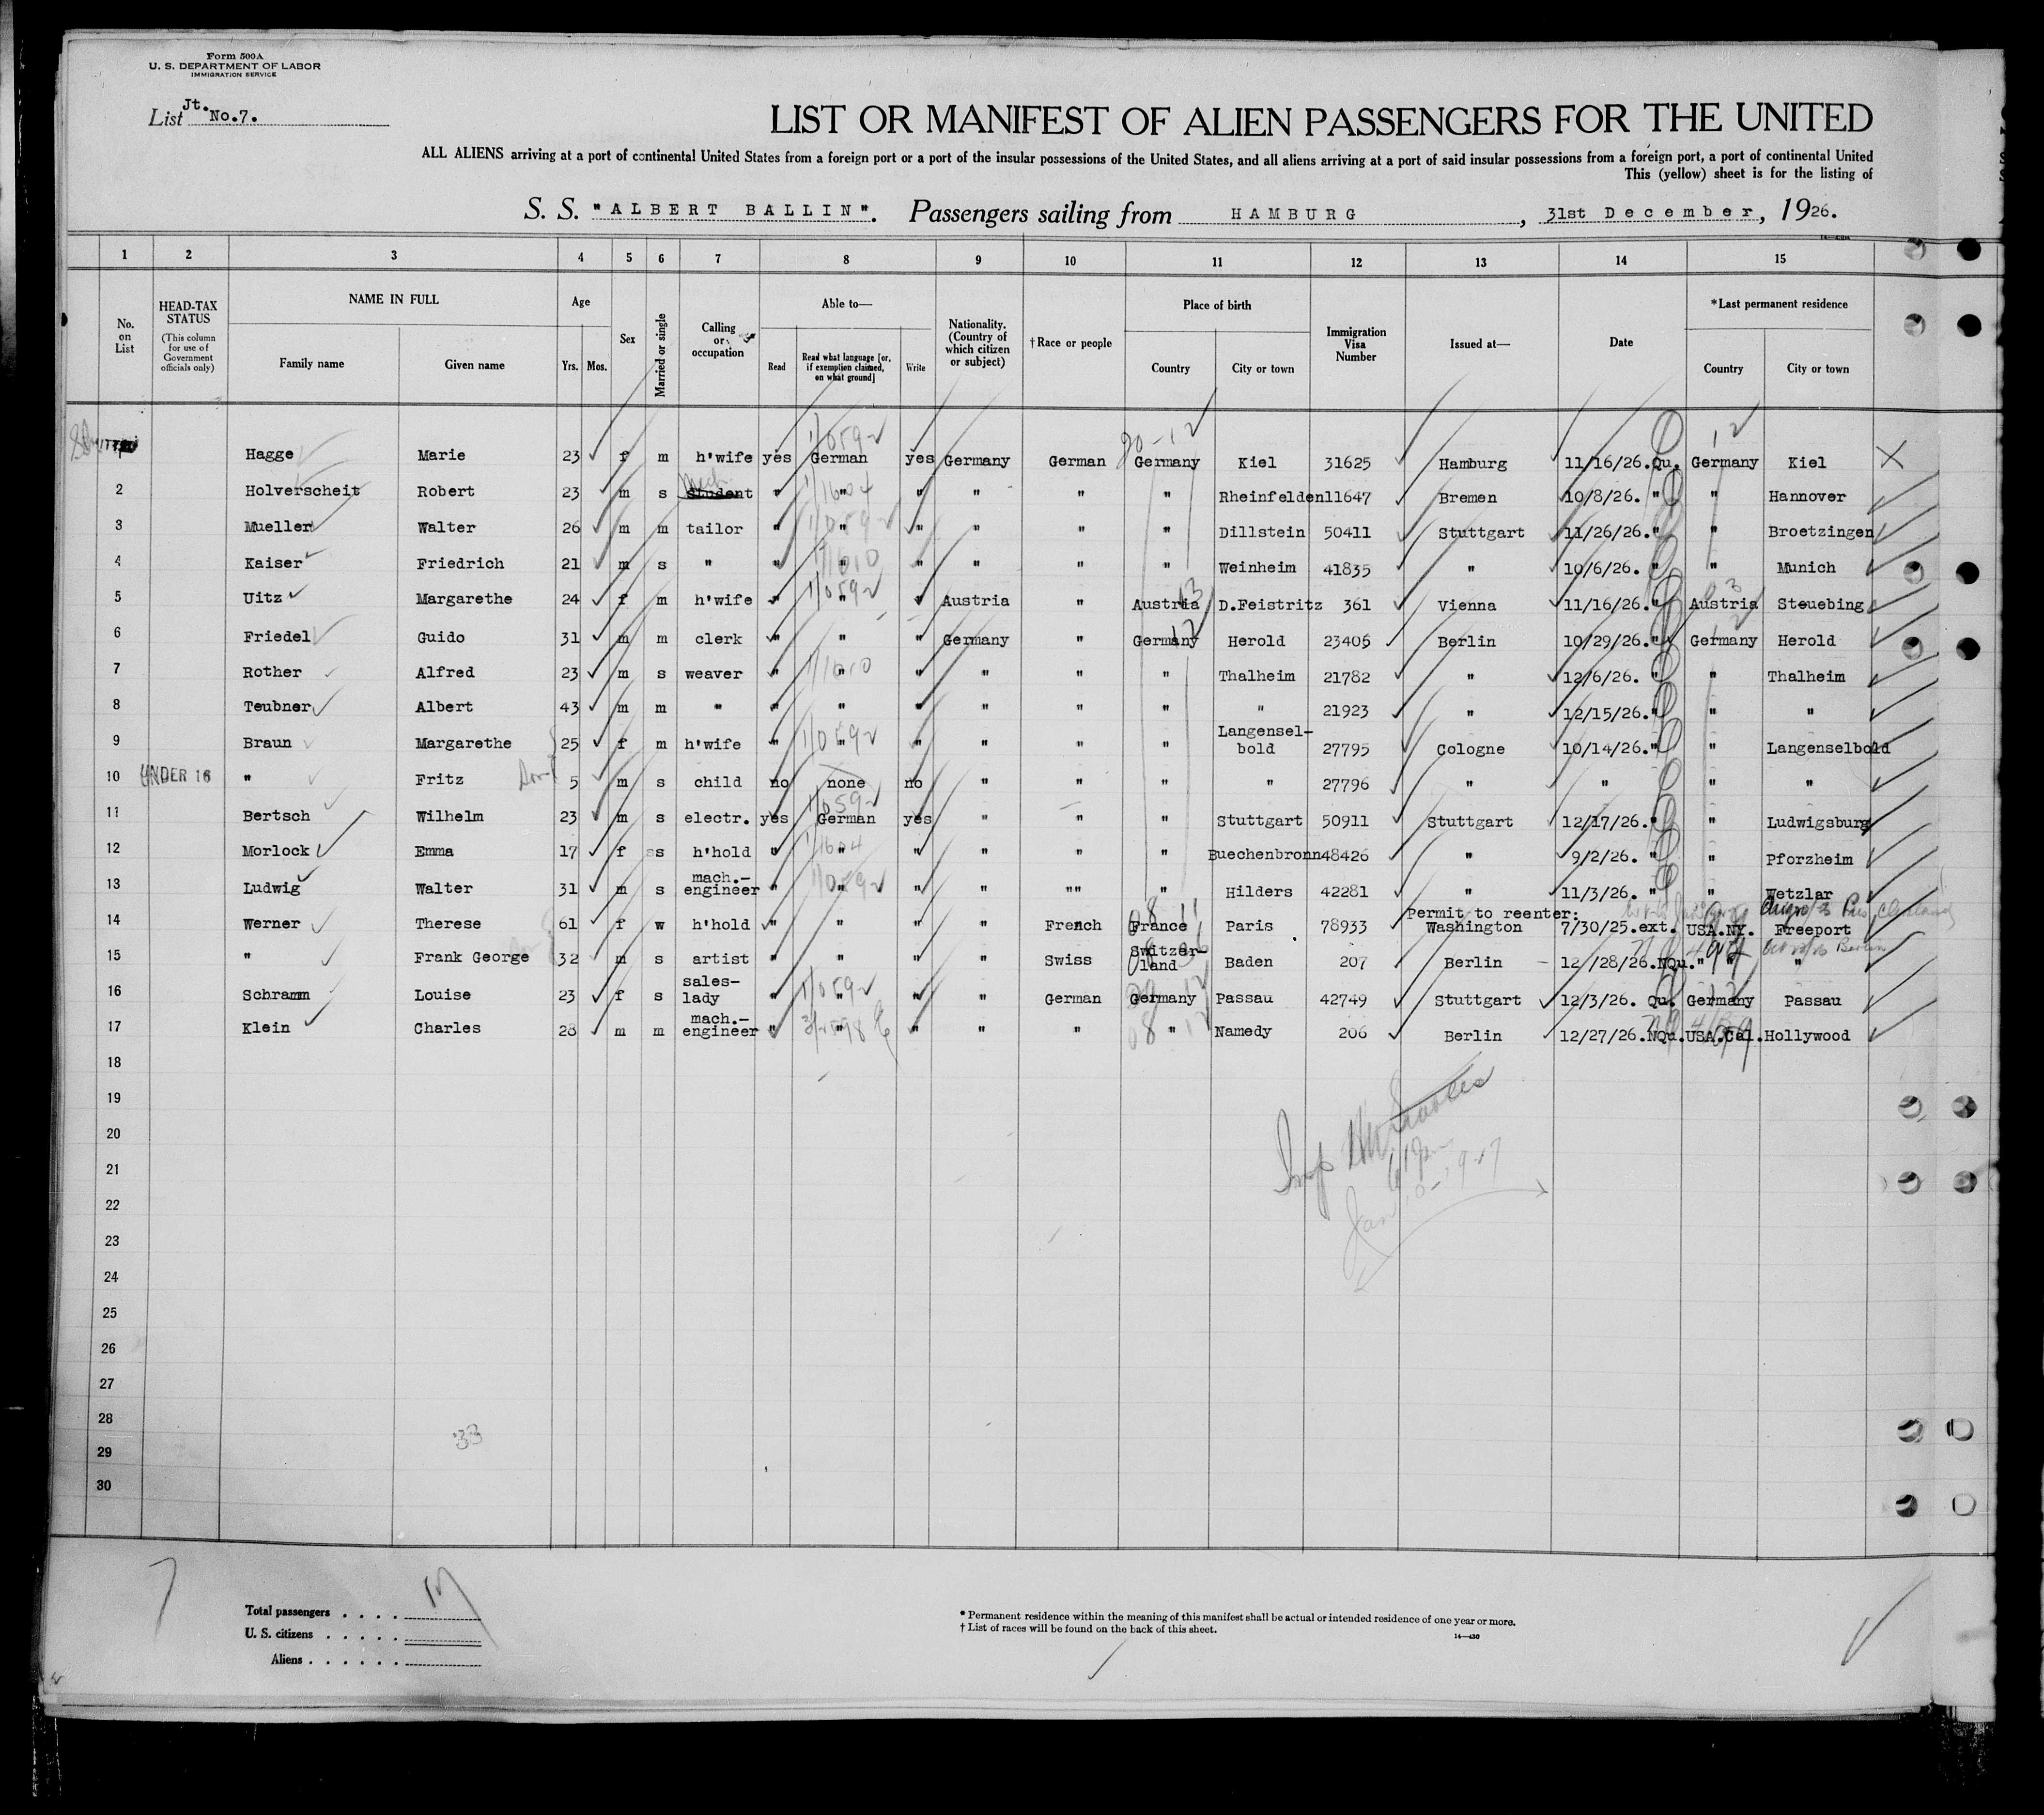 Form 500A
U. S. DEPARTMENT OF LABOR
IMMIGRATION SERVICE
Jt.
List No.7.
LIST OR MANIFEST OF ALIEN PASSENGERS FOR THE UNITED
ALL ALIENS arriving at a port of continental United States from a foreign port or a port of the insular possessions of the United States, and all aliens arriving at a port of said insular possessions from a foreign port, a port of continental United
This (yellow) sheet is for the listing of
S. S. "ALBERT BALLIN". Passengers sailing from HAMBURG, 31st December, 1926.
1 2 3 4 5 6 7 8 9 10 11 12 13 14 15
No. on List
HEAD-TAX STATUS
(This column for use of Government officials only)
NAME IN FULL
Family name Given name
Age
Yrs. Mos.
Sex
Married or single
Calling or occupation
Able to—
Read Read what language [or, if exemption claimed, on what ground] Write
Nationality. (Country of which citizen or subject)
† Race or people
Place of birth
Country City or town
Immigration Visa Number
Issued at—
Date
*Last permanent residence
Country City or town
Hagge Marie 23 f m h'wife yes German yes Germany German Germany Kiel 31625 Hamburg 11/16/26.Qu. Germany Kiel
2 Holverscheit Robert 23 m s student " " " " " " Rheinfelden 11647 Bremen 10/8/26. " " Hannover
3 Mueller Walter 26 m m tailor " " " " " " Dillstein 50411 Stuttgart 11/26/26." " Broetzingen
4 Kaiser Friedrich 21 m s " " " " " " " Weinheim 41835 " 10/6/26. " " Munich
5 Uitz Margarethe 24 f m h'wife " " " Austria " Austria D.Feistritz 361 Vienna 11/16/26." Austria Steuebing
6 Friedel Guido 31 m m clerk " " " Germany " Germany Herold 23405 Berlin 10/29/26." Germany Herold
7 Rother Alfred 23 m s weaver " " " " " " Thalheim 21782 " 12/6/26. " " Thalheim
8 Teubner Albert 43 m m " " " " " " " " 21923 " 12/15/26." " "
9 Braun Margarethe 25 f m h'wife " " " " " " Langensel-bold 27795 Cologne 10/14/26." " Langenselbold
10 UNDER 16 " Fritz 5 m s child no none no " " " " 27796 " " " "
11 Bertsch Wilhelm 23 m s electr. yes German yes " " " Stuttgart 50911 Stuttgart 12/17/26." " Ludwigsburg
12 Morlock Emma 17 f s h'hold " " " " " " Buechenbronn 48426 " 9/2/26. " " Pforzheim
13 Ludwig Walter 31 m s mach.-engineer " " " " "" " Hilders 42281 " 11/3/26. " " Wetzlar
14 Werner Therese 61 f w h'hold " " " " French France Paris 78933 Permit to reenter: Washington 7/30/25.ext. USA.NY. Freeport
15 " Frank George 32 m s artist " " " " Swiss Switzer-land Baden 207 Berlin 12/28/26.NQu. " " "
16 Schramm Louise 23 f s sales-lady " " " " German Germany Passau 42749 Stuttgart 12/3/26. Qu. Germany Passau
17 Klein Charles 28 m m mach.-engineer " " " " " " Namedy 206 Berlin 12/27/26.NQu. USA.Cal. Hollywood
18
19
20
21
22
23
24
25
26
27
28
29
30
33
7
Total passengers . . . . 17
U. S. citizens . . . . .
Aliens . . . . . .
* Permanent residence within the meaning of this manifest shall be actual or intended residence of one year or more.
† List of races will be found on the back of this sheet.
14—430